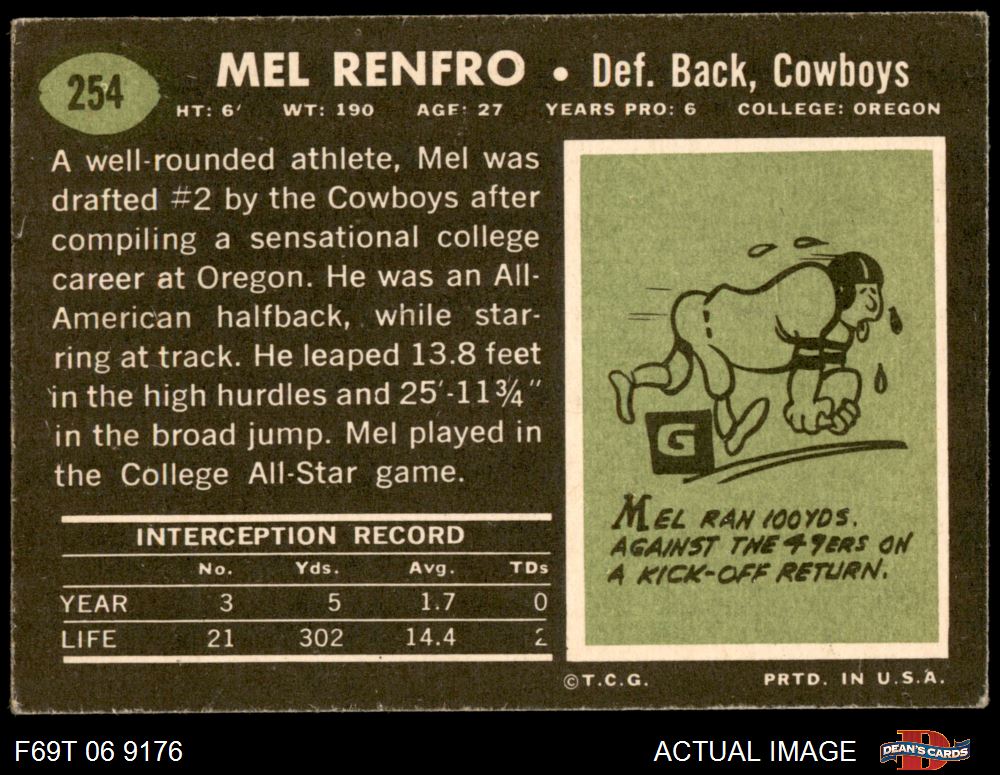 254
MEL RENFRO • Def. Back, Cowboys
HT: 6' WT: 190 AGE: 27 YEARS PRO: 6 COLLEGE: OREGON
A well-rounded athlete, Mel was
drafted #2 by the Cowboys after
compiling a sensational college
career at Oregon. He was an All-
American halfback, while star-
ring at track. He leaped 13.8 feet
in the high hurdles and 25'-11¾"
in the broad jump. Mel played in
the College All-Star game.
INTERCEPTION RECORD
No. Yds. Avg. TDs
YEAR 3 5 1.7 0
LIFE 21 302 14.4 2
G
MEL RAN 100 YDS.
AGAINST THE 49ERS ON
A KICK-OFF RETURN.
©T.C.G. PRTD. IN U.S.A.
F69T 06 9176 ACTUAL IMAGE
D
DEAN'S CARDS